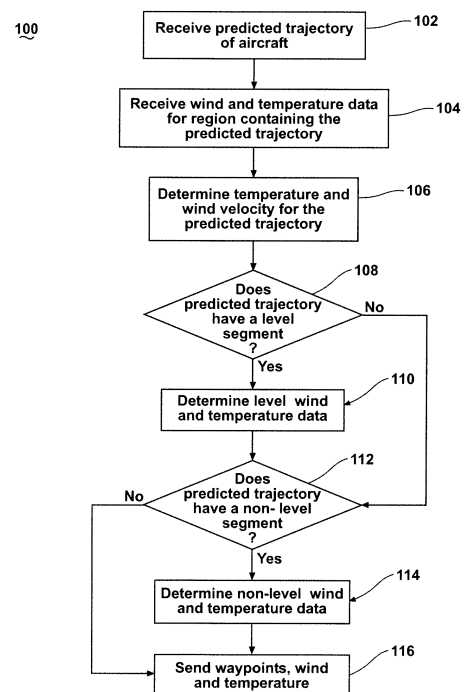 100
Receive predicted trajectory
of aircraft
102
Receive wind and temperature data
for region containing the
predicted trajectory
104
Determine temperature and
wind velocity for the
predicted trajectory
106
108
Does
predicted trajectory
have a level
segment
?
No
Yes
Determine level wind
and temperature data
110
112
Does
predicted trajectory
have a non- level
segment
?
No
Yes
Determine non-level wind
and temperature data
114
Send waypoints, wind
and temperature
116